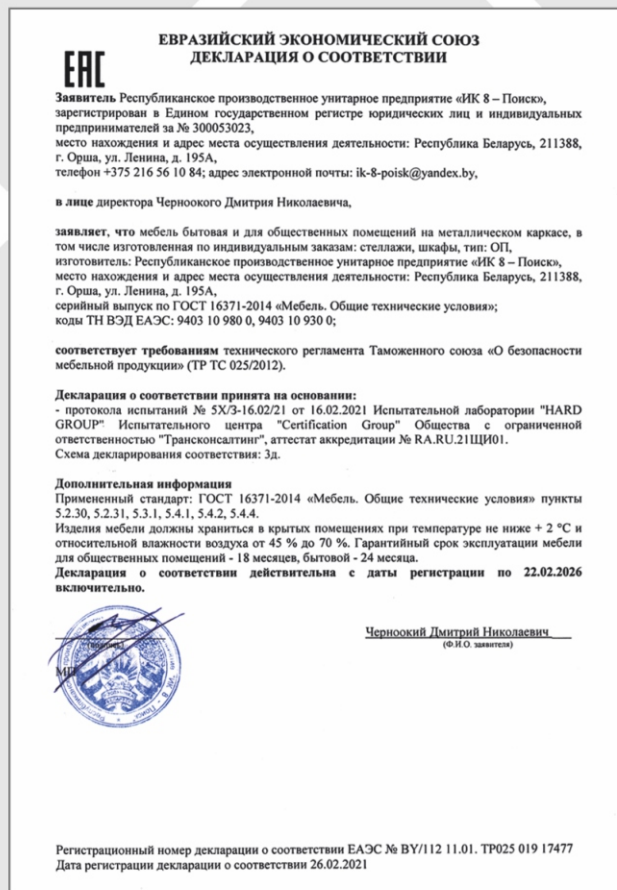 ЕВРАЗИЙСКИЙ ЭКОНОМИЧЕСКИЙ СОЮЗ
ДЕКЛАРАЦИЯ О СООТВЕТСТВИИ
ЕАС
Заявитель Республиканское производственное унитарное предприятие «ИК 8 – Поиск»,
зарегистрирован в Едином государственном регистре юридических лиц и индивидуальных
предпринимателей за № 300053023,
место нахождения и адрес места осуществления деятельности: Республика Беларусь, 211388,
г. Орша, ул. Ленина, д. 195А,
телефон +375 216 56 10 84; адрес электронной почты: ik-8-poisk@yandex.by,
в лице директора Черноокого Дмитрия Николаевича,
заявляет, что мебель бытовая и для общественных помещений на металлическом каркасе, в
том числе изготовленная по индивидуальным заказам: стеллажи, шкафы, тип: ОП,
изготовитель: Республиканское производственное унитарное предприятие «ИК 8 – Поиск»,
место нахождения и адрес места осуществления деятельности: Республика Беларусь, 211388,
г. Орша, ул. Ленина, д. 195А,
серийный выпуск по ГОСТ 16371-2014 «Мебель. Общие технические условия»;
коды ТН ВЭД ЕАЭС: 9403 10 980 0, 9403 10 930 0;
соответствует требованиям технического регламента Таможенного союза «О безопасности
мебельной продукции» (ТР ТС 025/2012).
Декларация о соответствии принята на основании:
- протокола испытаний № 5Х/З-16.02/21 от 16.02.2021 Испытательной лаборатории "HARD
GROUP" Испытательного центра "Certification Group" Общества с ограниченной
ответственностью "Трансконсалтинг", аттестат аккредитации № RA.RU.21ЩИ01.
Схема декларирования соответствия: 3д.
Дополнительная информация
Примененный стандарт: ГОСТ 16371-2014 «Мебель. Общие технические условия» пункты
5.2.30, 5.2.31, 5.3.1, 5.4.1, 5.4.2, 5.4.4.
Изделия мебели должны храниться в крытых помещениях при температуре не ниже + 2 °С и
относительной влажности воздуха от 45 % до 70 %. Гарантийный срок эксплуатации мебели
для общественных помещений - 18 месяцев, бытовой - 24 месяца.
Декларация о соответствии действительна с даты регистрации по 22.02.2026
включительно.
Черноокий Дмитрий Николаевич
(подпись)
(Ф.И.О. заявителя)
МП
"ИК 8 - Поиск"
Регистрационный номер декларации о соответствии ЕАЭС № BY/112 11.01. ТР025 019 17477
Дата регистрации декларации о соответствии 26.02.2021